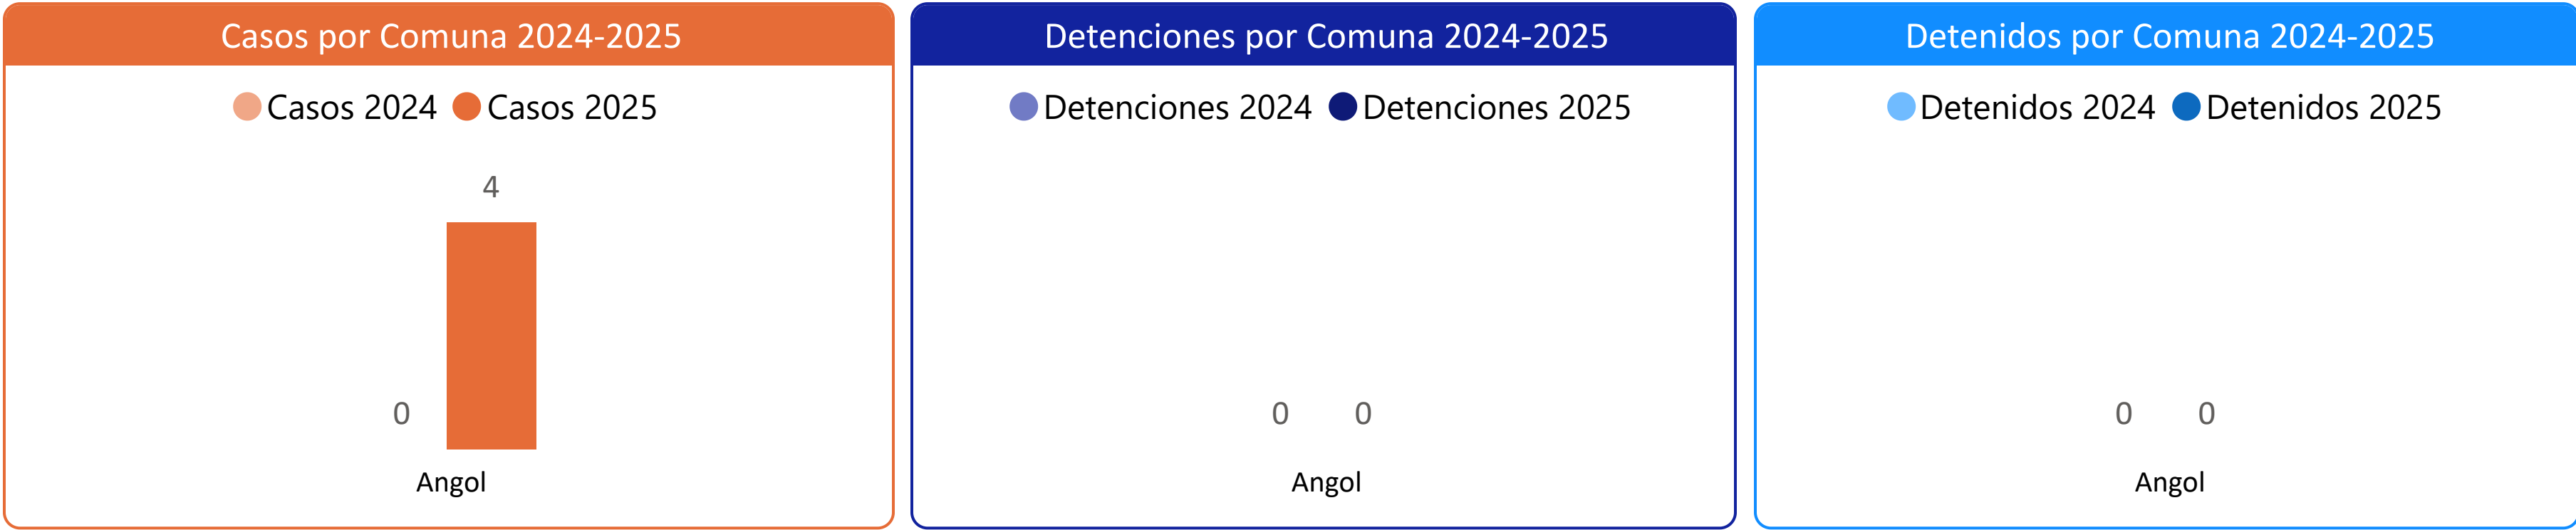 Casos por Comuna 2024-2025
Casos 2024 Casos 2025
4
0
Angol
Detenciones por Comuna 2024-2025
Detenciones 2024 Detenciones 2025
0 0
Angol
Detenidos por Comuna 2024-2025
Detenidos 2024 Detenidos 2025
0 0
Angol